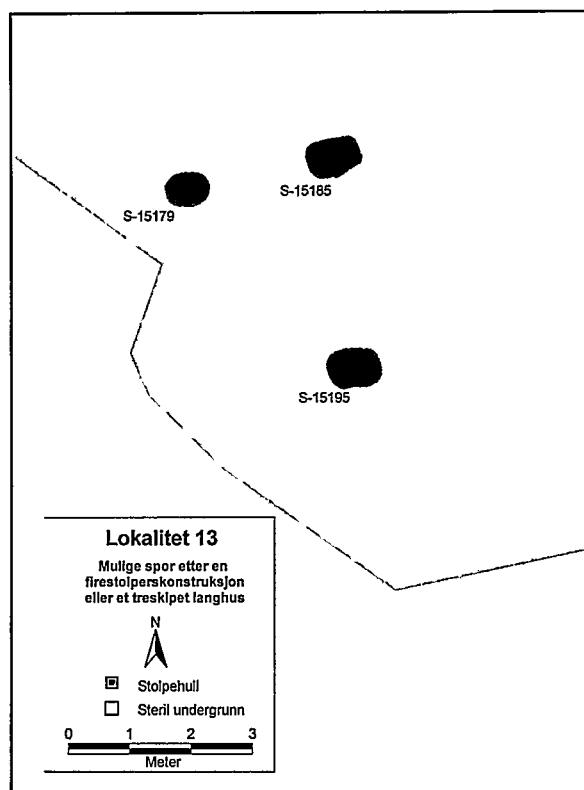 S-15179
S-15185
S-15195
Lokalitet 13
Mulige spor etter en
firestolperskonstruksjon
eller et treskipet langhus
N
Stolpehull
Steril undergrunn
0 1 2 3
Meter